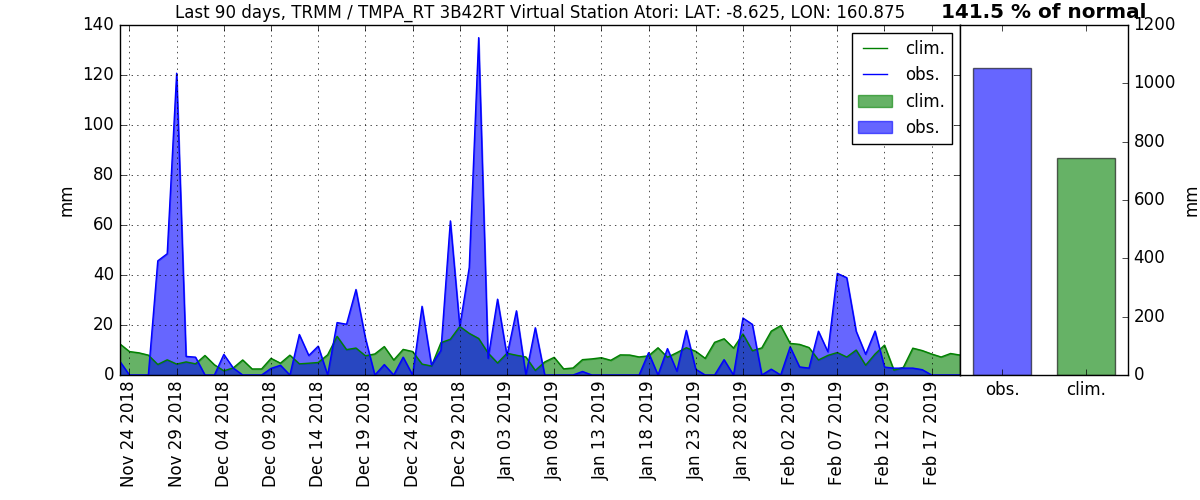 Last 90 days, TRMM / TMPA_RT 3B42RT Virtual Station Atori: LAT: -8.625, LON: 160.875
141.5 % of normal
140
120
100
80
60
40
20
0
mm
clim.
obs.
clim.
obs.
1200
1000
800
600
400
200
0
mm
Nov 24 2018
Nov 29 2018
Dec 04 2018
Dec 09 2018
Dec 14 2018
Dec 19 2018
Dec 24 2018
Dec 29 2018
Jan 03 2019
Jan 08 2019
Jan 13 2019
Jan 18 2019
Jan 23 2019
Jan 28 2019
Feb 02 2019
Feb 07 2019
Feb 12 2019
Feb 17 2019
obs.
clim.